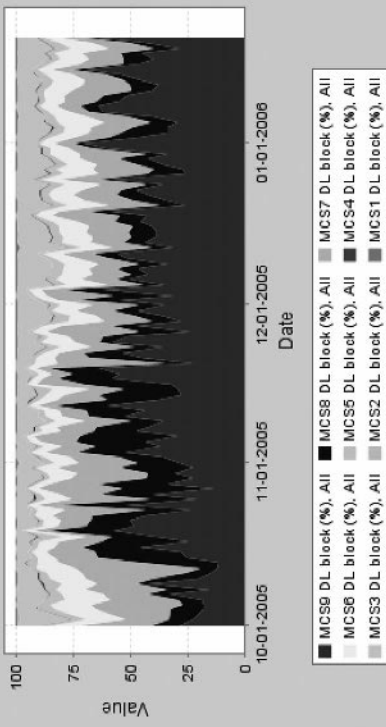 100
75
50
25
0
Value
10-01-2005
11-01-2005
12-01-2005
01-01-2006
Date
MCS9 DL block (%), All MCS8 DL block (%), All MCS7 DL block (%), All
MCS6 DL block (%), All MCS5 DL block (%), All MCS4 DL block (%), All
MCS3 DL block (%), All MCS2 DL block (%), All MCS1 DL block (%), All